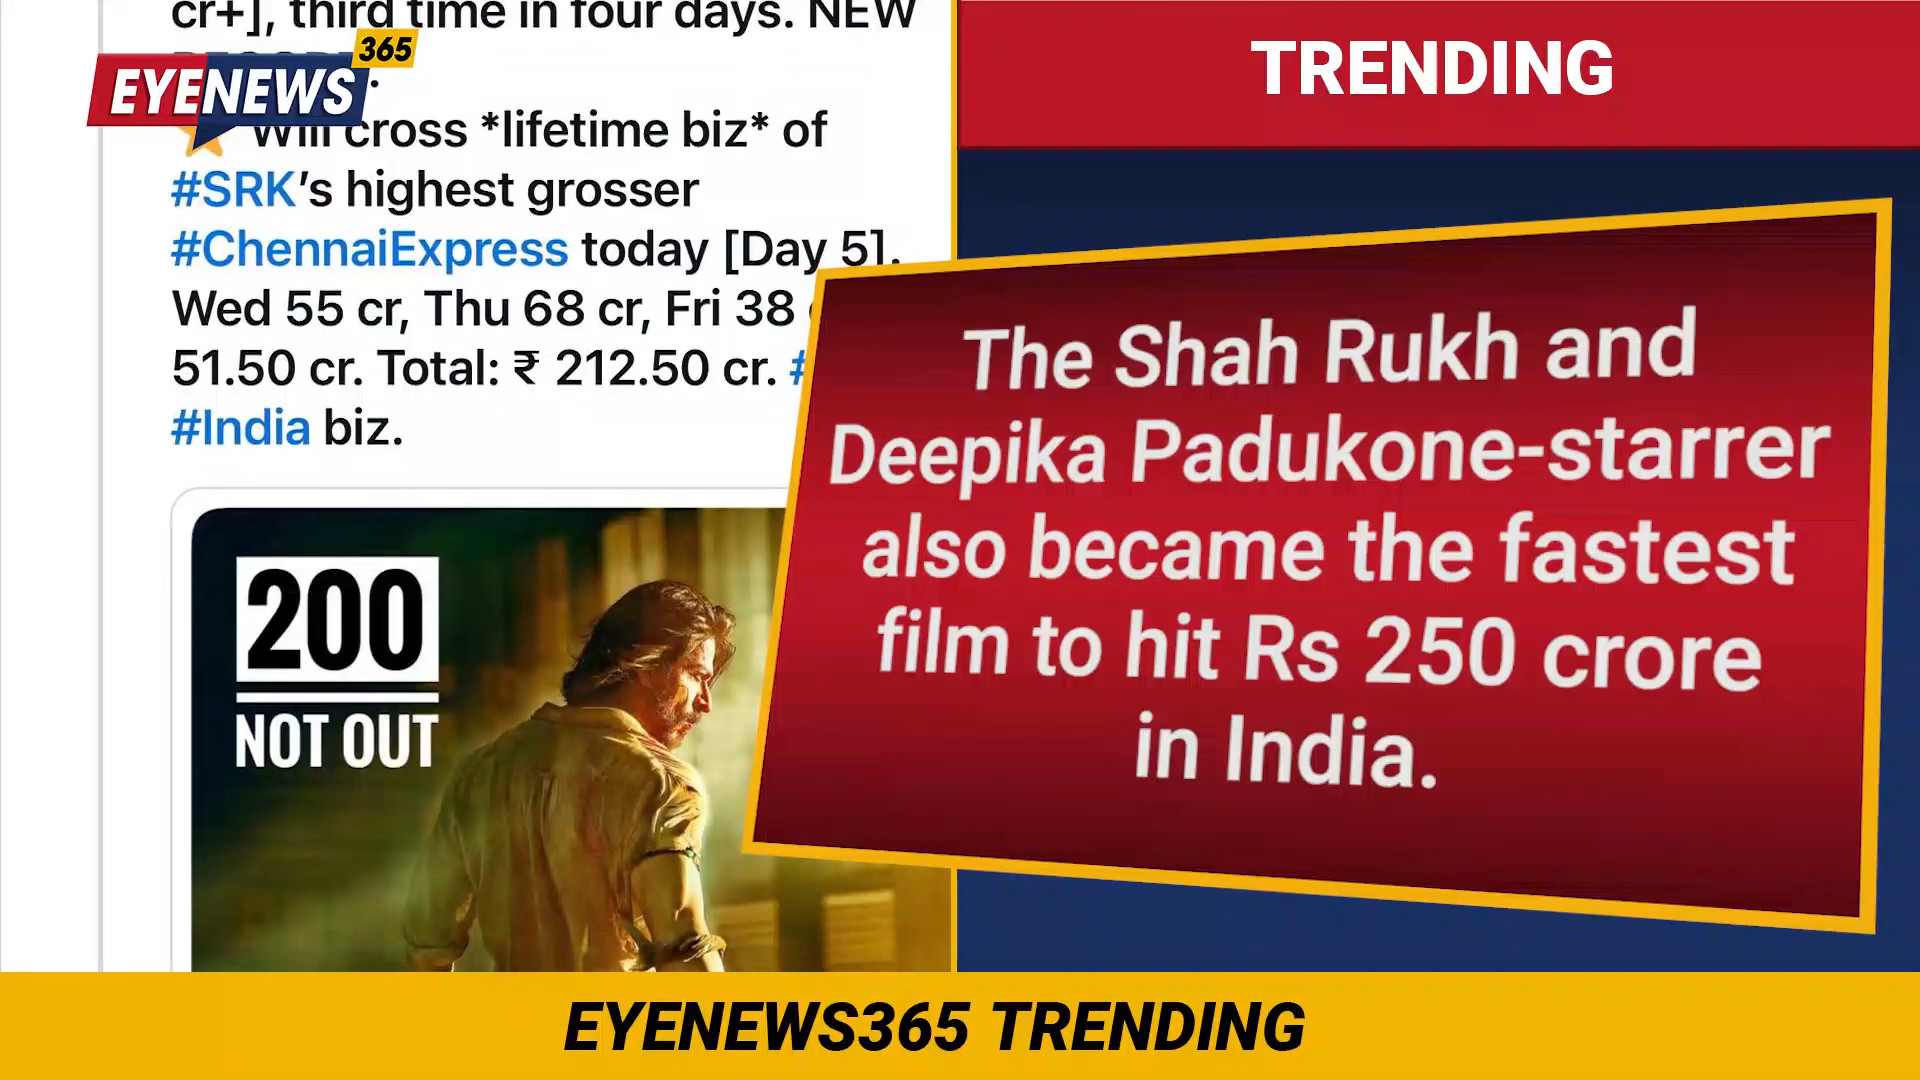 cr+], third time in four days. NEW
EYENEWS
365
Will cross *lifetime biz* of
#SRK’s highest grosser
#ChennaiExpress today [Day 5].
Wed 55 cr, Thu 68 cr, Fri 38
51.50 cr. Total: ₹ 212.50 cr. #
#India biz.
200
NOT OUT
TRENDING
The Shah Rukh and
Deepika Padukone-starrer
also became the fastest
film to hit Rs 250 crore
in India.
EYENEWS365 TRENDING